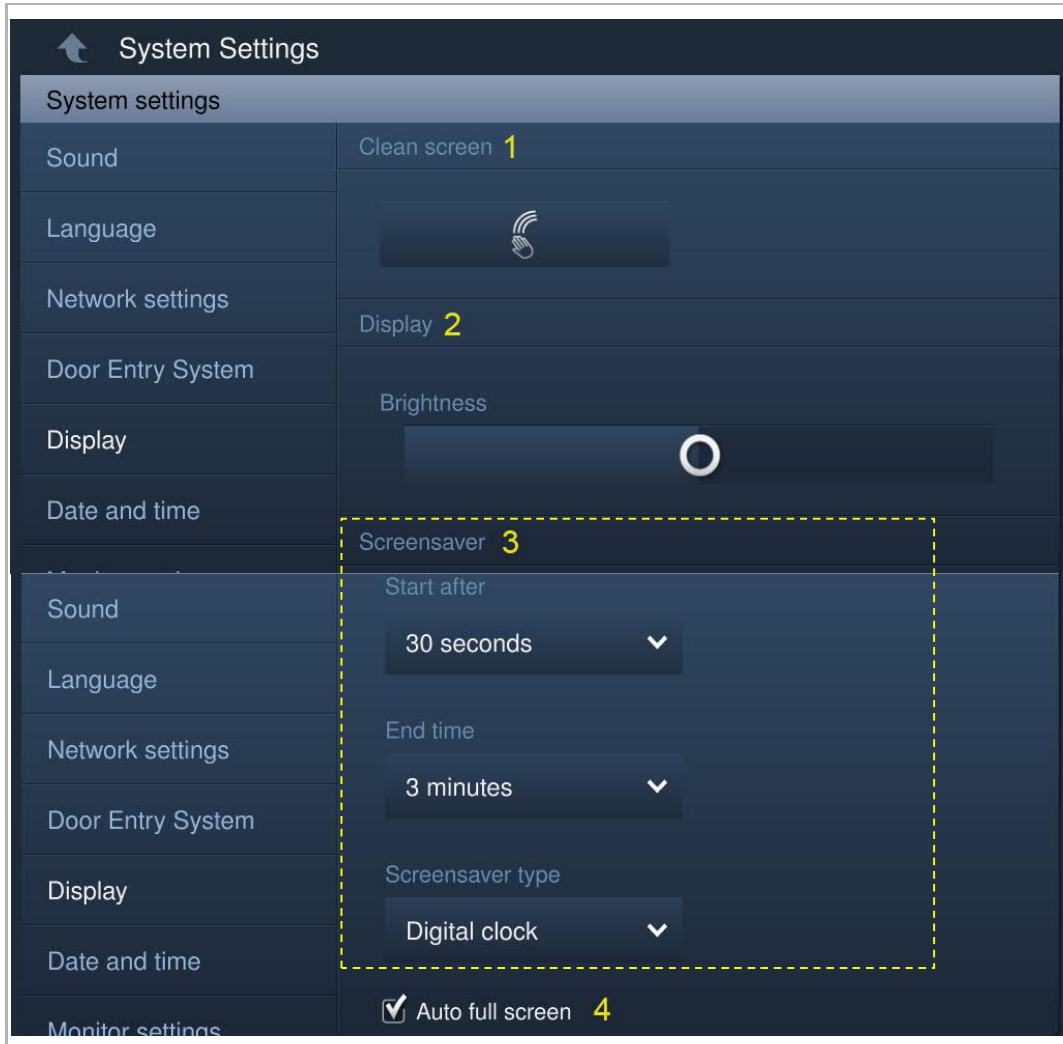 System Settings
System settings
Sound
Clean screen 1
Language
Network settings
Display 2
Door Entry System
Brightness
Display
Date and time
Screensaver 3
Start after
Sound
30 seconds
Language
End time
Network settings
3 minutes
Door Entry System
Screensaver type
Display
Digital clock
Date and time
Auto full screen 4
Monitor settings